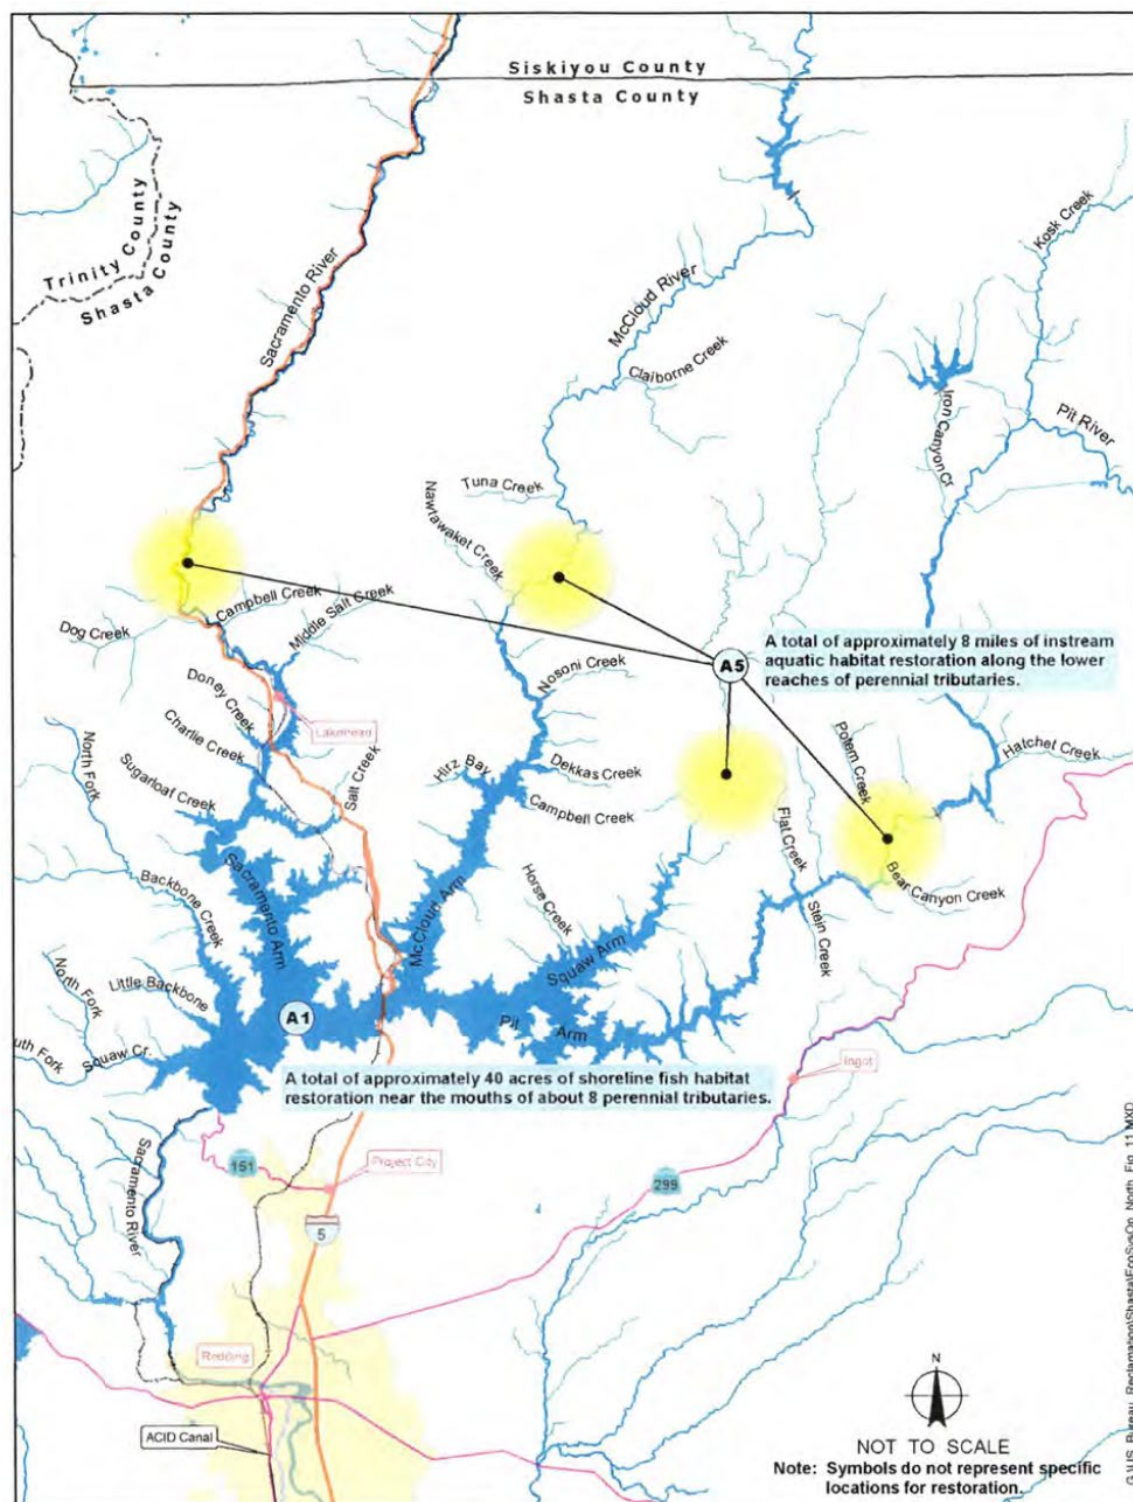 Siskiyou County
Shasta County
Trinity County
Shasta County
Sacramento River
McCloud River
Kosk Creek
Claiborne Creek
Iron Canyon Cr
Pit River
Tuna Creek
Nawtawaket Creek
Campbell Creek
Middle Salt Creek
Dog Creek
A5
A total of approximately 8 miles of instream
aquatic habitat restoration along the lower
reaches of perennial tributaries.
Nosoni Creek
Doney Creek
Lakehead
Charlie Creek
North Fork
Sugarloaf Creek
Salt Creek
Hirz Bay
Dekkas Creek
Campbell Creek
Potem Creek
Hatchet Creek
Flat Creek
Bear Canyon Creek
Backbone Creek
Sacramento Arm
McCloud Arm
Horse Creek
Stein Creek
Squaw Arm
North Fork
Little Backbone
A1
Pit Arm
uth Fork
Squaw Cr.
Ingot
A total of approximately 40 acres of shoreline fish habitat
restoration near the mouths of about 8 perennial tributaries.
Sacramento River
151
Project City
299
5
Redding
ACID Canal
N
NOT TO SCALE
Note: Symbols do not represent specific
locations for restoration.
G:\US_Bureau_Reclamation\Shasta\EcoSysOp_North_Fig_11.MXD